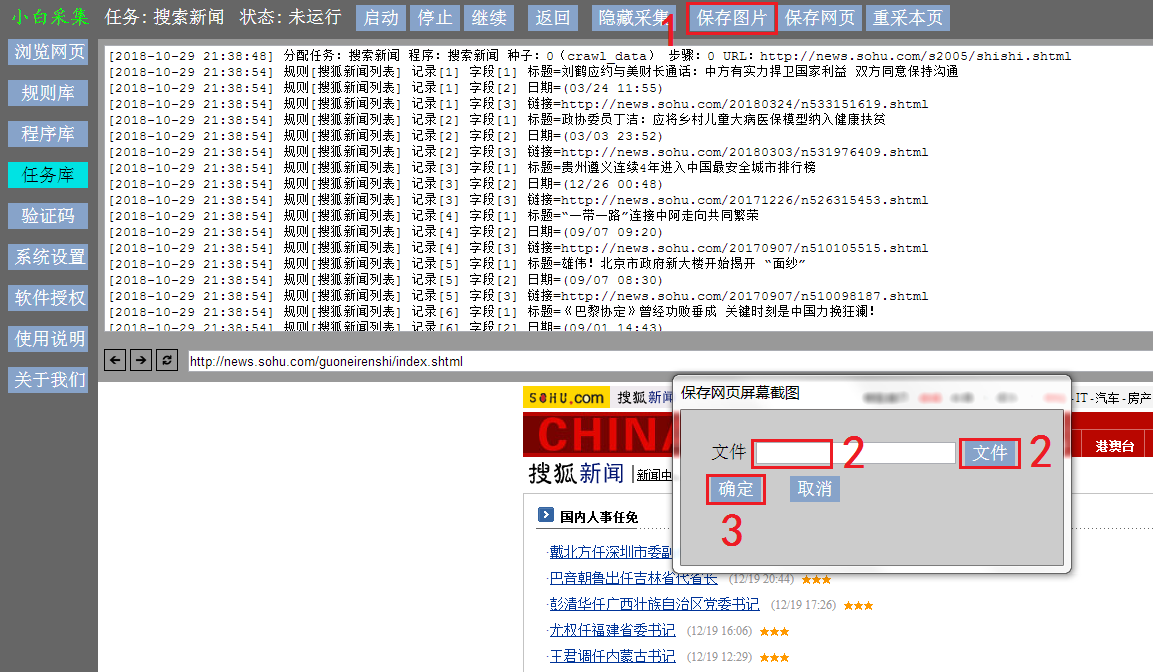 小白采集 任务: 搜索新闻 状态: 未运行 启动 停止 继续 返回 隐藏采集 1 保存图片 保存网页 重采本页
浏览网页
规则库
程序库
任务库
验证码
系统设置
软件授权
使用说明
关于我们
[2018-10-29 21:38:48] 分配任务: 搜索新闻 程序: 搜索新闻 种子: 0 (crawl_data) 步骤: 0 URL: http://news.sohu.com/s2005/shishi.shtml
[2018-10-29 21:38:54] 规则[搜狐新闻列表] 记录[1] 字段[1] 标题=刘鹤应约与美财长通话: 中方有实力捍卫国家利益 双方同意保持沟通
[2018-10-29 21:38:54] 规则[搜狐新闻列表] 记录[1] 字段[2] 日期=(03/24 11:55)
[2018-10-29 21:38:54] 规则[搜狐新闻列表] 记录[1] 字段[3] 链接=http://news.sohu.com/20180324/n533151619.shtml
[2018-10-29 21:38:54] 规则[搜狐新闻列表] 记录[2] 字段[1] 标题=政协委员丁洁: 应将乡村儿童大病医保模型纳入健康扶贫
[2018-10-29 21:38:54] 规则[搜狐新闻列表] 记录[2] 字段[2] 日期=(03/03 23:52)
[2018-10-29 21:38:54] 规则[搜狐新闻列表] 记录[2] 字段[3] 链接=http://news.sohu.com/20180303/n531976409.shtml
[2018-10-29 21:38:54] 规则[搜狐新闻列表] 记录[3] 字段[1] 标题=贵州遵义连续4年进入中国最安全城市排行榜
[2018-10-29 21:38:54] 规则[搜狐新闻列表] 记录[3] 字段[2] 日期=(12/26 00:48)
[2018-10-29 21:38:54] 规则[搜狐新闻列表] 记录[3] 字段[3] 链接=http://news.sohu.com/20171226/n526315453.shtml
[2018-10-29 21:38:54] 规则[搜狐新闻列表] 记录[4] 字段[1] 标题=“一带一路”连接中阿走向共同繁荣
[2018-10-29 21:38:54] 规则[搜狐新闻列表] 记录[4] 字段[2] 日期=(09/07 09:20)
[2018-10-29 21:38:54] 规则[搜狐新闻列表] 记录[4] 字段[3] 链接=http://news.sohu.com/20170907/n510105515.shtml
[2018-10-29 21:38:54] 规则[搜狐新闻列表] 记录[5] 字段[1] 标题=雄伟! 北京市政府新大楼开始揭开 “面纱”
[2018-10-29 21:38:54] 规则[搜狐新闻列表] 记录[5] 字段[2] 日期=(09/07 08:30)
[2018-10-29 21:38:54] 规则[搜狐新闻列表] 记录[5] 字段[3] 链接=http://news.sohu.com/20170907/n510098187.shtml
[2018-10-29 21:38:54] 规则[搜狐新闻列表] 记录[6] 字段[1] 标题=《巴黎协定》曾经功败垂成 关键时刻是中国力挽狂澜!
[2018-10-29 21:38:54] 规则[搜狐新闻列表] 记录[6] 字段[2] 日期=(09/01 14:43)
http://news.sohu.com/guoneirenshi/index.shtml
SOHU.com 搜狐新闻 -IT-汽车-房产
CHINA 港澳台
搜狐新闻 | 新闻中
国内人事任免
·戴北方任深圳市委副
·巴音朝鲁出任吉林省代省长 (12/19 20:44)
·彭清华任广西壮族自治区党委书记 (12/19 17:26)
·尤权任福建省委书记 (12/19 16:06)
·王君调任内蒙古书记 (12/19 12:29)
保存网页屏幕截图
文件 2 文件 2
确定 取消
3